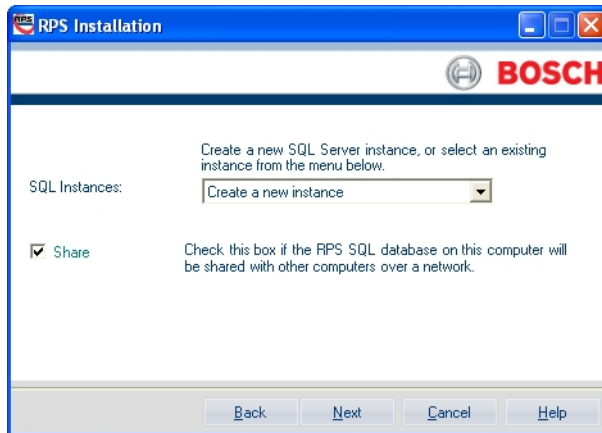 RPS Installation
BOSCH
Create a new SQL Server instance, or select an existing
instance from the menu below.
SQL Instances:
Create a new instance
Share
Check this box if the RPS SQL database on this computer will
be shared with other computers over a network.
Back
Next
Cancel
Help